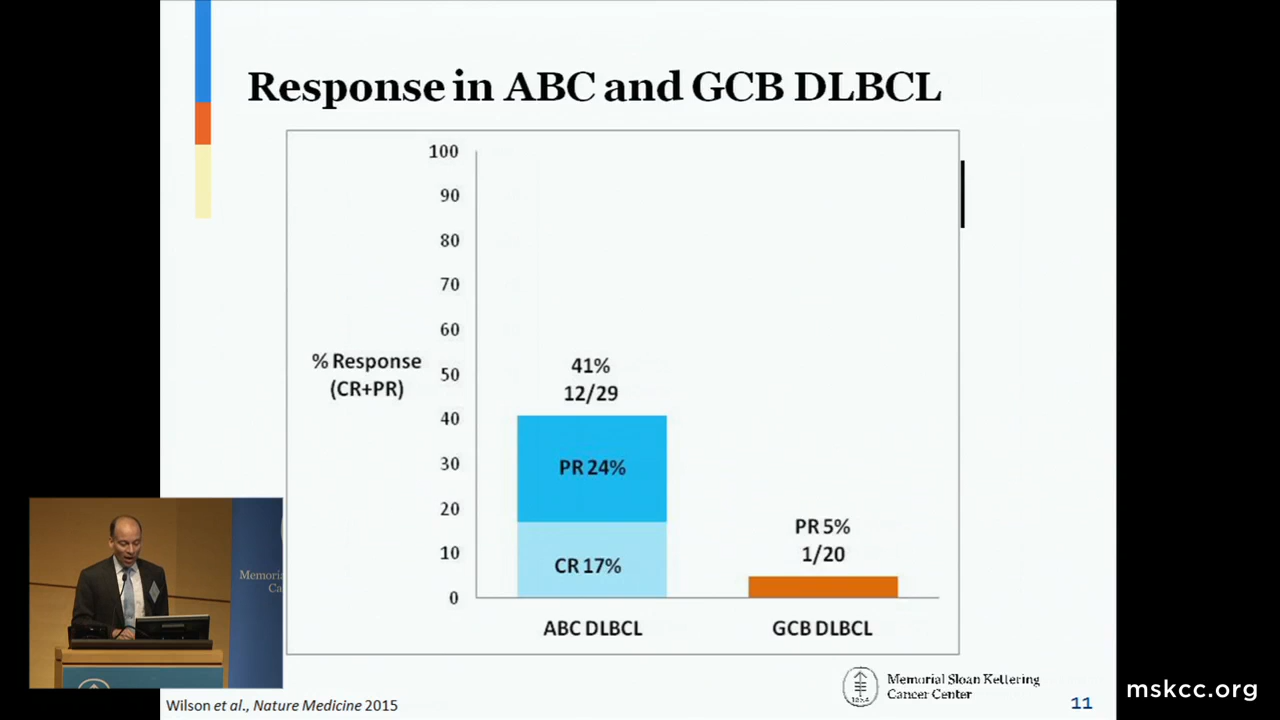 Response in ABC and GCB DLBCL
100
90
80
70
60
50
40
30
20
10
0
% Response
(CR+PR)
41%
12/29
PR 24%
CR 17%
PR 5%
1/20
ABC DLBCL
GCB DLBCL
Memoria
Ca
Memorial Sloan Kettering
Cancer Center
Wilson et al., Nature Medicine 2015
11
mskcc.org